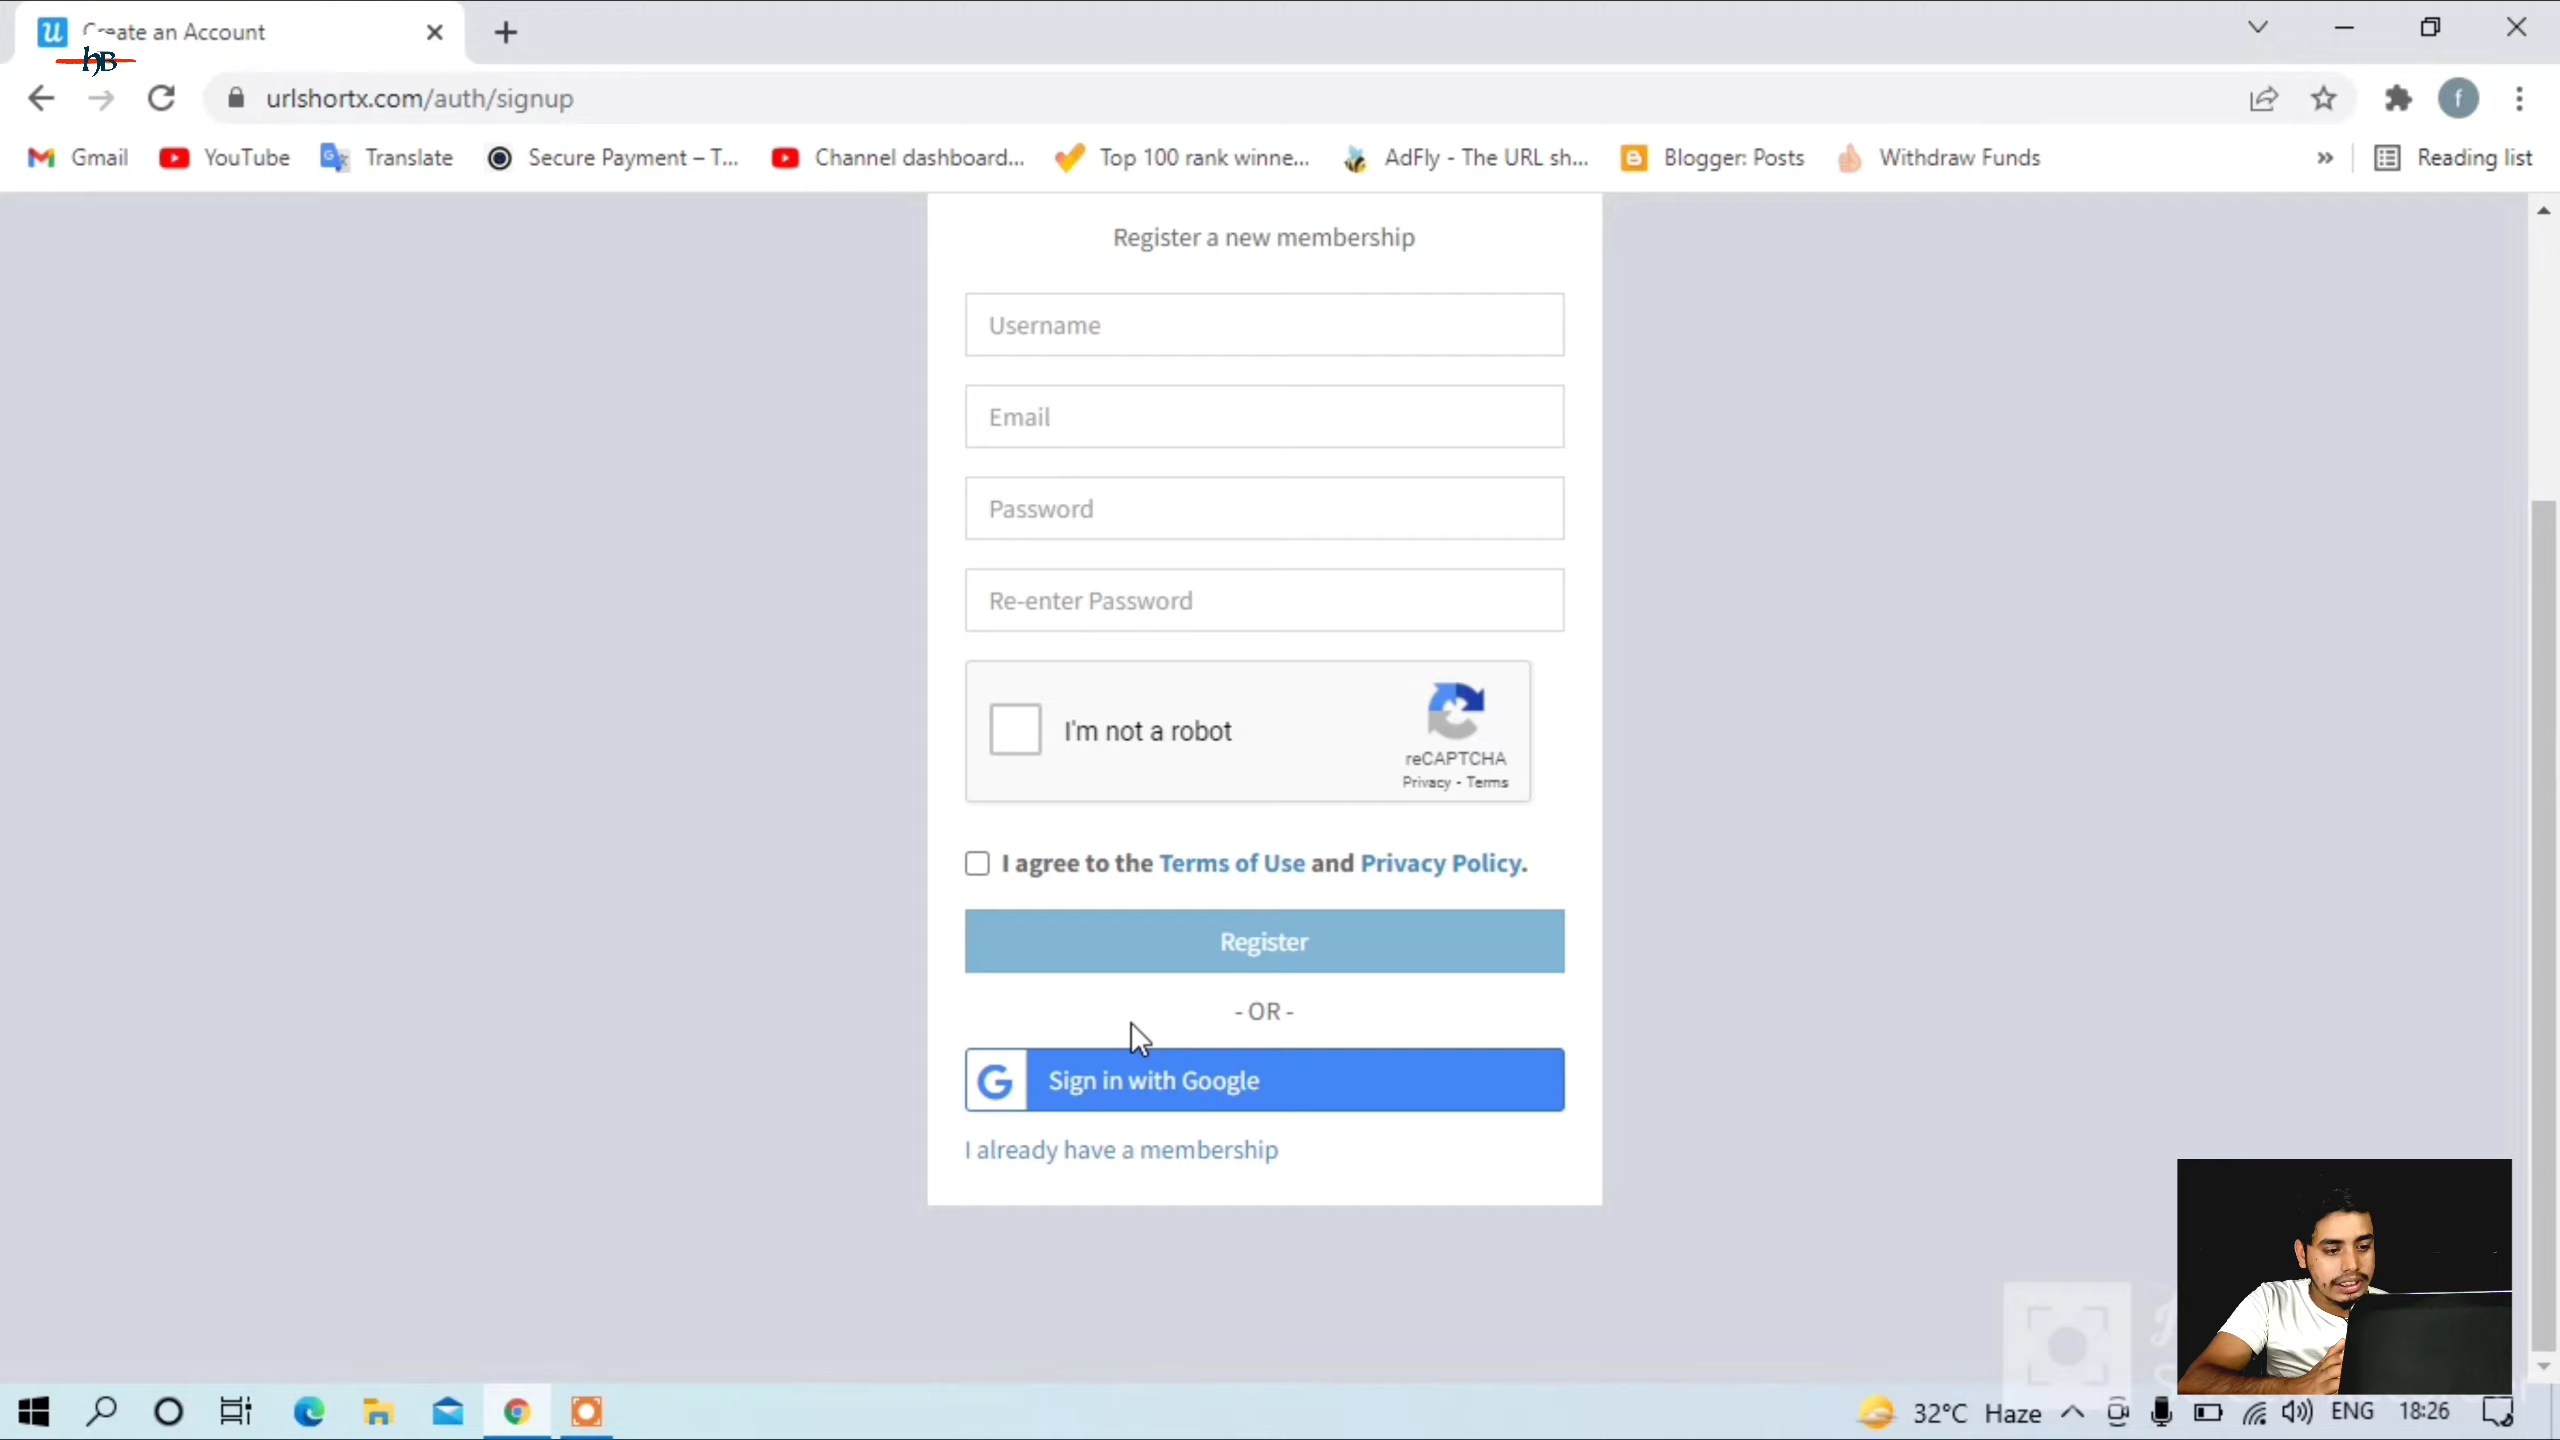 Create an Account
hB
urlshortx.com/auth/signup
f
Gmail YouTube Translate Secure Payment – T... Channel dashboard... Top 100 rank winne... AdFly - The URL sh... Blogger: Posts Withdraw Funds » Reading list
Register a new membership
Username
Email
Password
Re-enter Password
I'm not a robot
reCAPTCHA
Privacy - Terms
I agree to the Terms of Use and Privacy Policy.
Register
- OR -
G Sign in with Google
I already have a membership
32°C Haze ENG 18:26